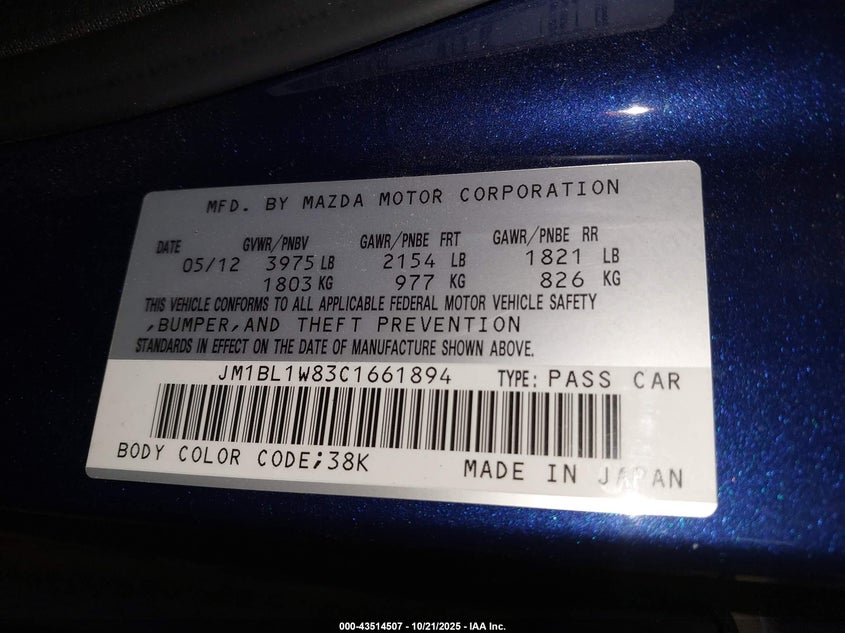 MFD. BY MAZDA MOTOR CORPORATION
DATE GVWR/PNBV GAWR/PNBE FRT GAWR/PNBE RR
05/12 3975 LB 2154 LB 1821 LB
1803 KG 977 KG 826 KG
THIS VEHICLE CONFORMS TO ALL APPLICABLE FEDERAL MOTOR VEHICLE SAFETY
,BUMPER,AND THEFT PREVENTION
STANDARDS IN EFFECT ON THE DATE OF MANUFACTURE SHOWN ABOVE.
JM1BL1W83C1661894 TYPE: PASS CAR
BODY COLOR CODE;38K
MADE IN JAPAN
000-43514507 - 10/21/2025 - IAA Inc.